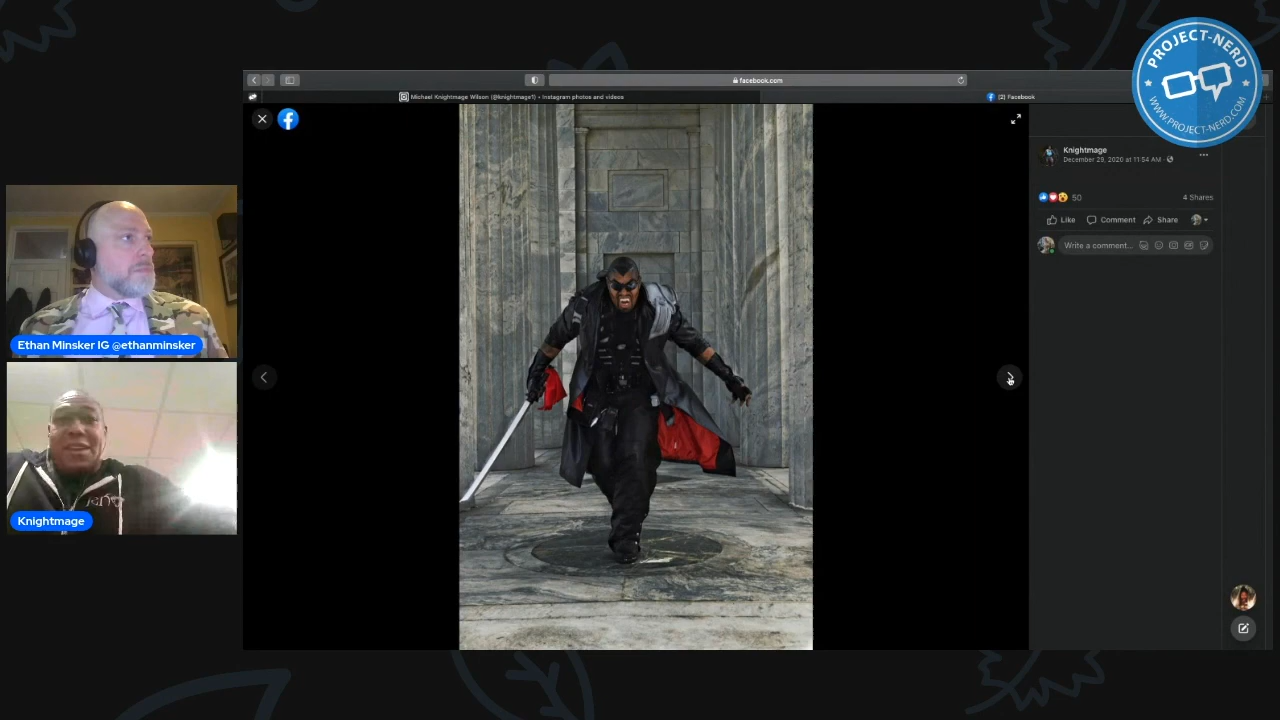 PROJECT-NERD
WWW.PROJECT-NERD.COM
facebook.com
Michael Knightmage Wilson (@knightmage1) • Instagram photos and videos
(2) Facebook
Knightmage
December 29, 2020 at 11:54 AM ·
50
4 Shares
Like
Comment
Share
Write a comment...
Ethan Minsker IG @ethanminsker
Knightmage